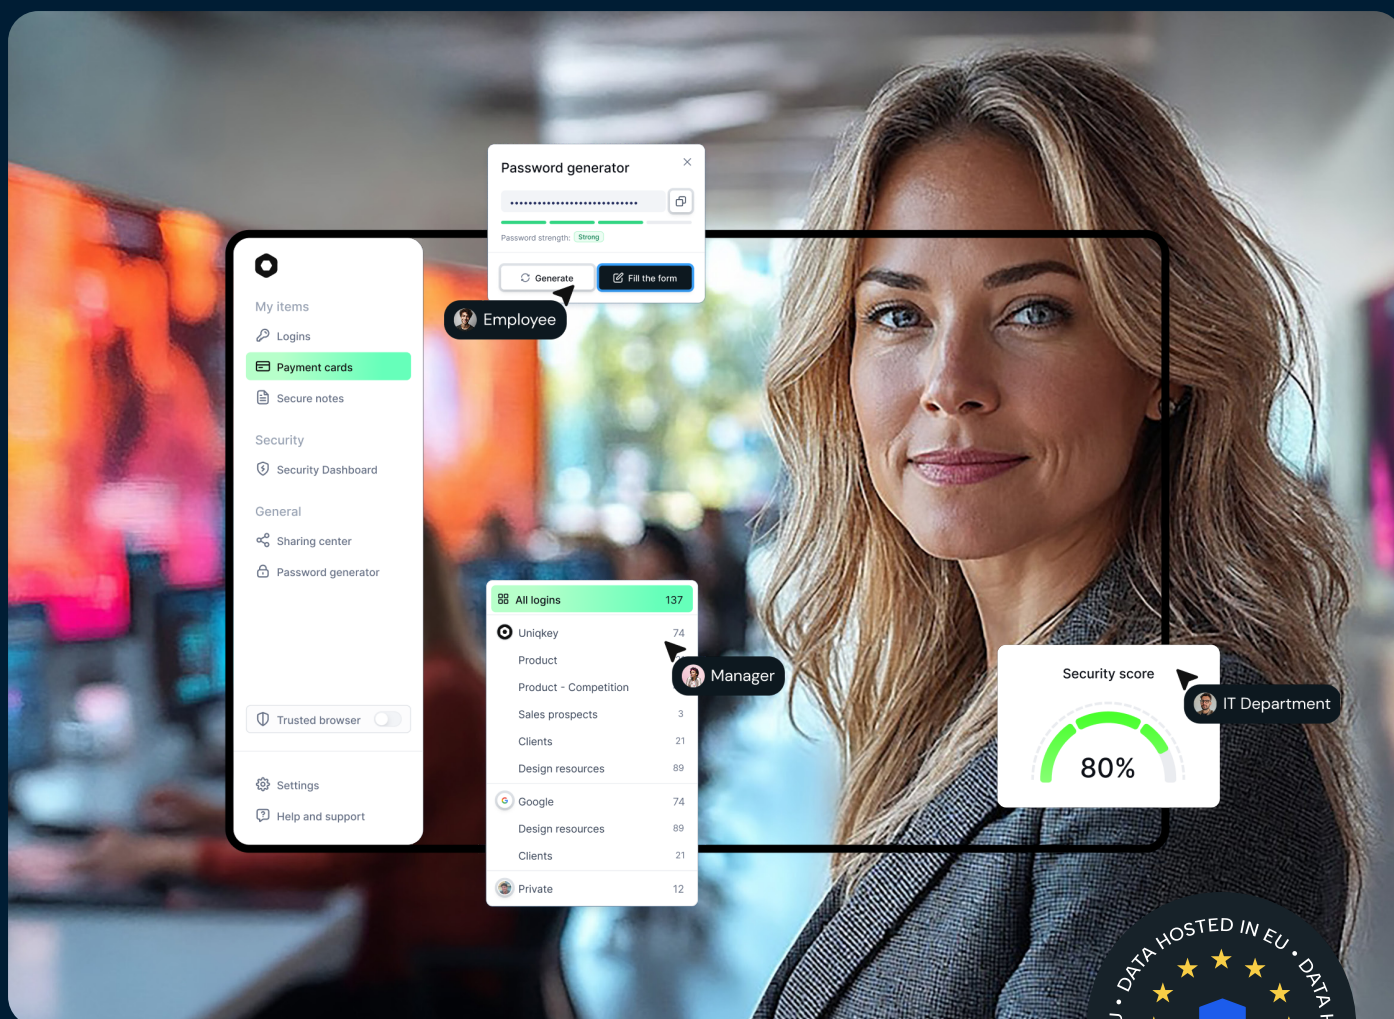 Password generator
Password strength: Strong
Generate
Fill the form
Employee
My items
Logins
Payment cards
Secure notes
Security
Security Dashboard
General
Sharing center
Password generator
Trusted browser
Settings
Help and support
All logins 137
Uniqkey 74
Product
Product - Competition
Sales prospects 3
Clients 21
Design resources 89
Google 74
Design resources 89
Clients 21
Private 12
Manager
Security score
80%
IT Department
DATA HOSTED IN EU • DATA